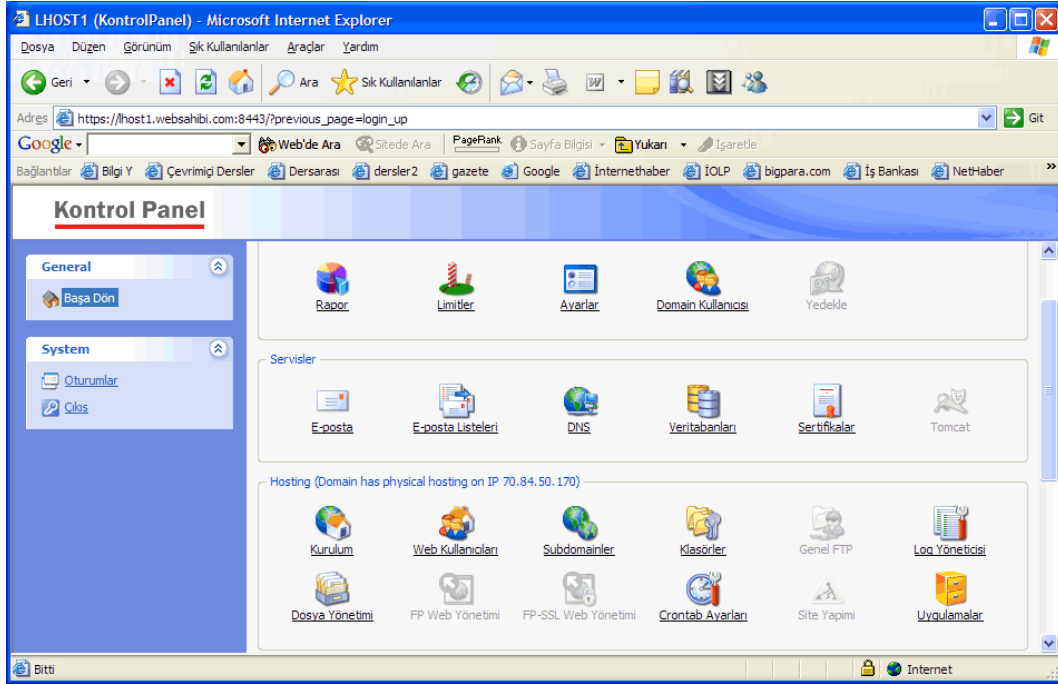 LHOST1 (KontrolPanel) - Microsoft Internet Explorer
Dosya Düzen Görünüm Sık Kullanılanlar Araçlar Yardım
Geri Ara Sık Kullanılanlar
Adres https://lhost1.websahibi.com:8443/?previous_page=login_up Git
Google Web'de Ara Sitede Ara PageRank Sayfa Bilgisi Yukarı İşaretle
Bağlantılar Bilgi Y Çevrimiçi Dersler Dersarası dersler2 gazete Google İnternethaber İOLP bigpara.com İş Bankası NetHaber »
Kontrol Panel
General
Başa Dön
System
Oturumlar
Cıkıs
Rapor Limitler Ayarlar Domain Kullanıcısı Yedekle
Servisler
E-posta E-posta Listeleri DNS Veritabanları Sertifikalar Tomcat
Hosting (Domain has physical hosting on IP 70.84.50.170)
Kurulum Web Kullanıcıları Subdomainler Klasörler Genel FTP Log Yöneticisi
Dosya Yönetimi FP Web Yönetimi FP-SSL Web Yönetimi Crontab Ayarları Site Yapimi Uygulamalar
Bitti Internet